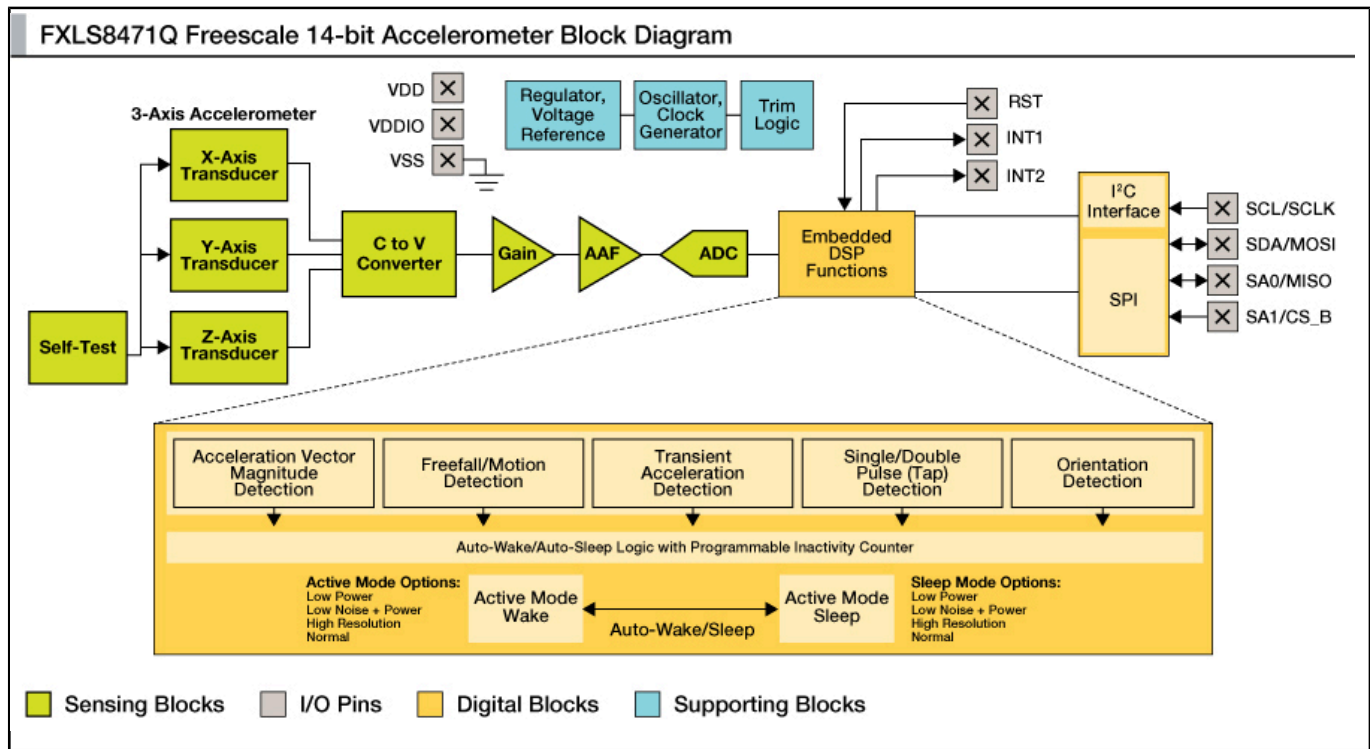 FXLS8471Q Freescale 14-bit Accelerometer Block Diagram
3-Axis Accelerometer
X-Axis
Transducer
Y-Axis
Transducer
Z-Axis
Transducer
Self-Test
VDD
VDDIO
VSS
C to V
Converter
Gain
AAF
ADC
Regulator,
Voltage
Reference
Oscillator,
Clock
Generator
Trim
Logic
RST
INT1
INT2
Embedded
DSP
Functions
I²C
Interface
SPI
SCL/SCLK
SDA/MOSI
SA0/MISO
SA1/CS_B
Acceleration Vector
Magnitude
Detection
Freefall/Motion
Detection
Transient
Acceleration
Detection
Single/Double
Pulse (Tap)
Detection
Orientation
Detection
Auto-Wake/Auto-Sleep Logic with Programmable Inactivity Counter
Active Mode Options:
Low Power
Low Noise + Power
High Resolution
Normal
Active Mode
Wake
Auto-Wake/Sleep
Active Mode
Sleep
Sleep Mode Options:
Low Power
Low Noise + Power
High Resolution
Normal
Sensing Blocks
I/O Pins
Digital Blocks
Supporting Blocks